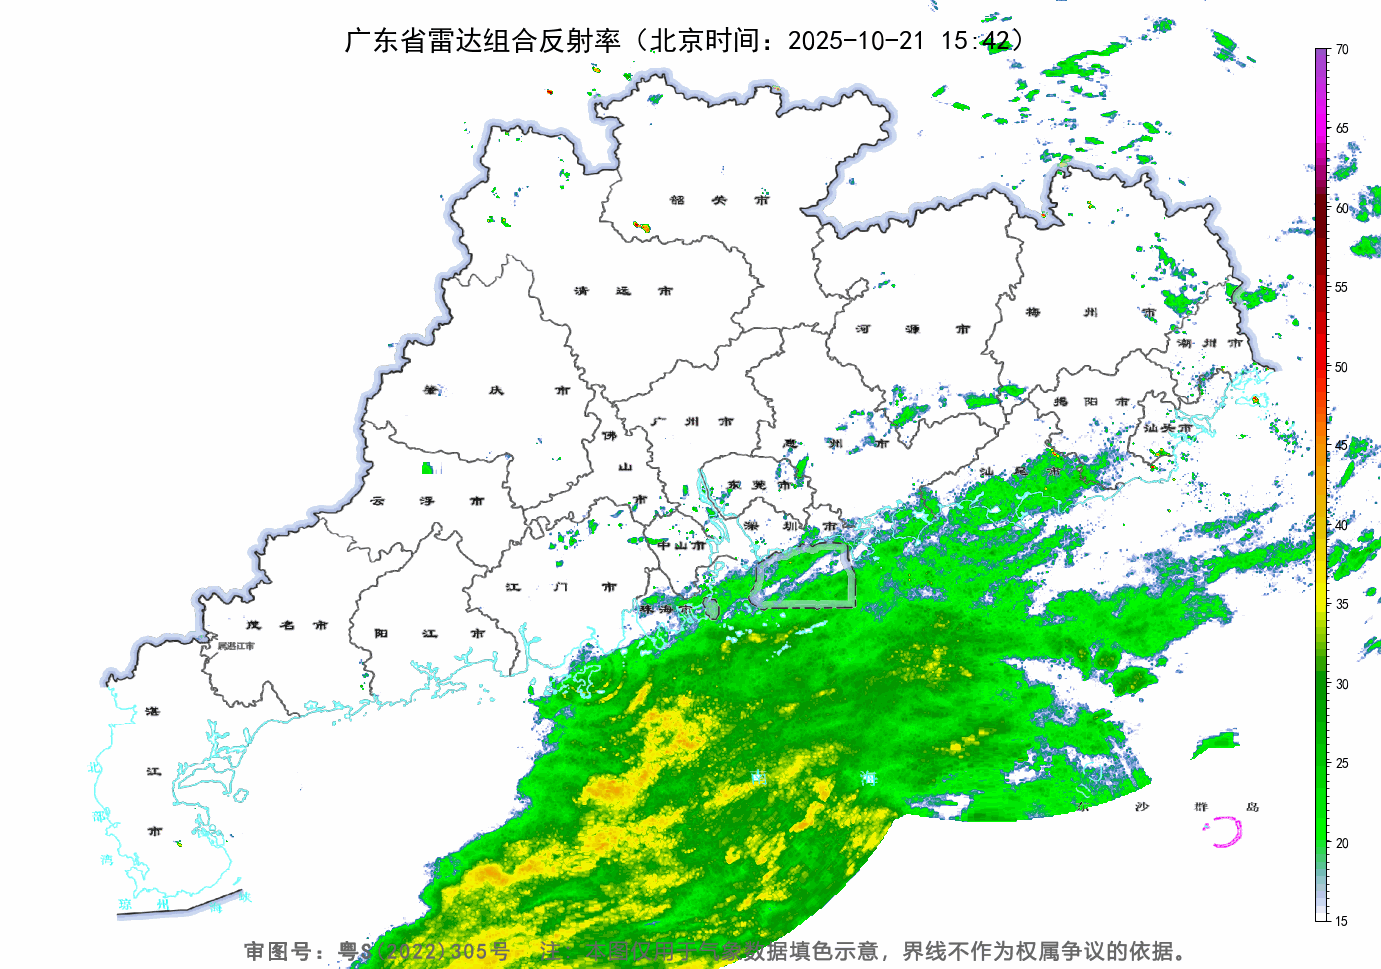 广东省雷达组合反射率（北京时间：2025-10-21 15:42）
70
65
60
55
50
45
40
35
30
25
20
15
韶关市
清远市
河源市
梅州市
潮州市
肇庆市
广州市
惠州市
揭阳市
汕头市
佛山市
云浮市
东莞市
汕尾市
深圳市
中山市
江门市
珠海市
茂名市
属湛江市
阳江市
湛江市
北部湾
琼州海峡
南海
东沙群岛
审图号：粤S(2022)305号 注：本图仅用于气象数据填色示意，界线不作为权属争议的依据。